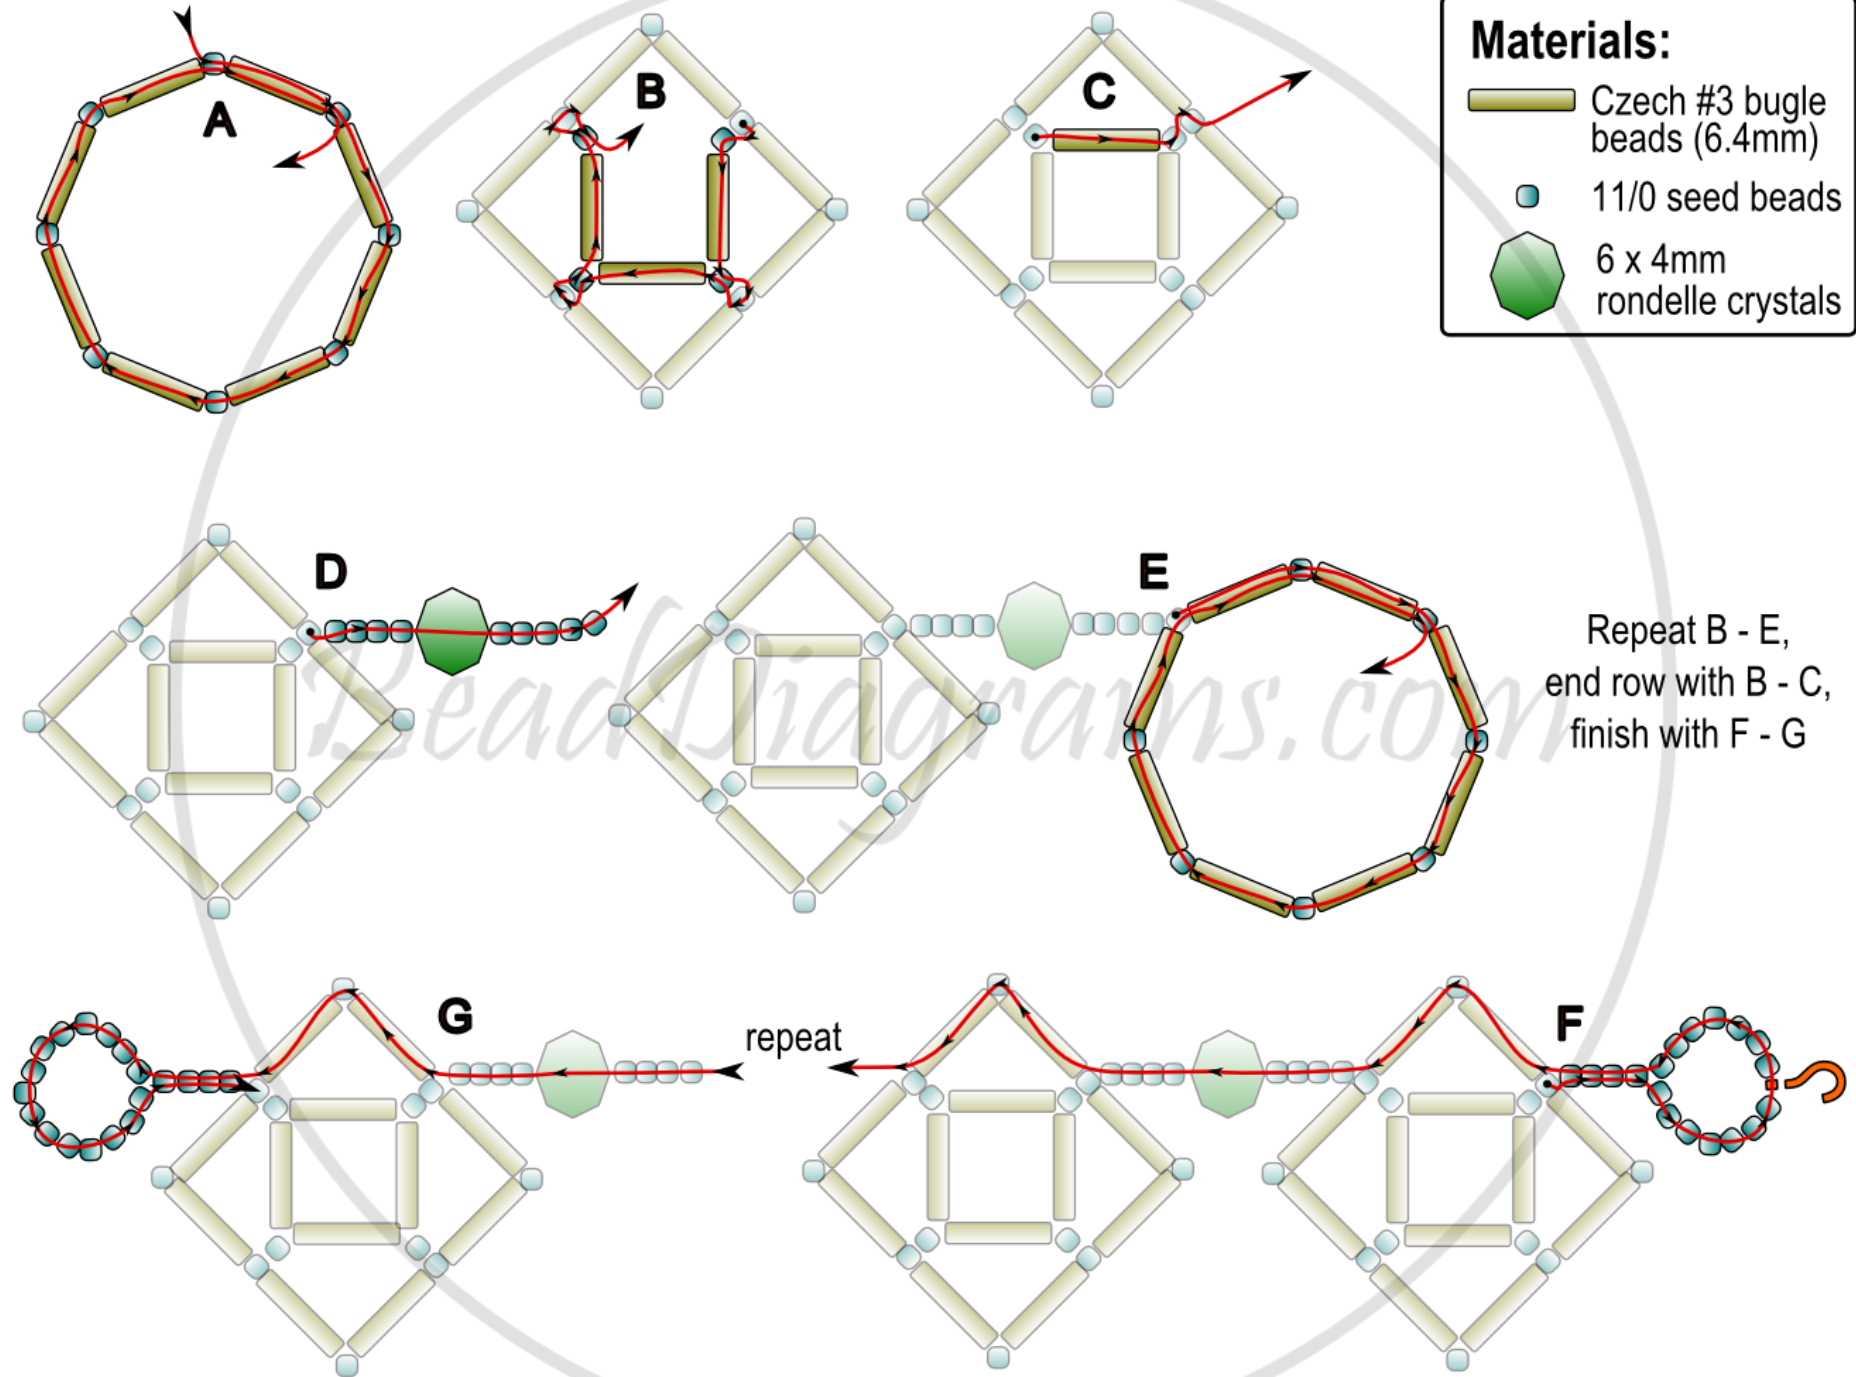 A
B
C
Materials:
Czech #3 bugle
beads (6.4mm)
11/0 seed beads
6 x 4mm
rondelle crystals
D
E
Repeat B - E,
end row with B - C,
finish with F - G
BeadDiagrams.com
G
repeat
F